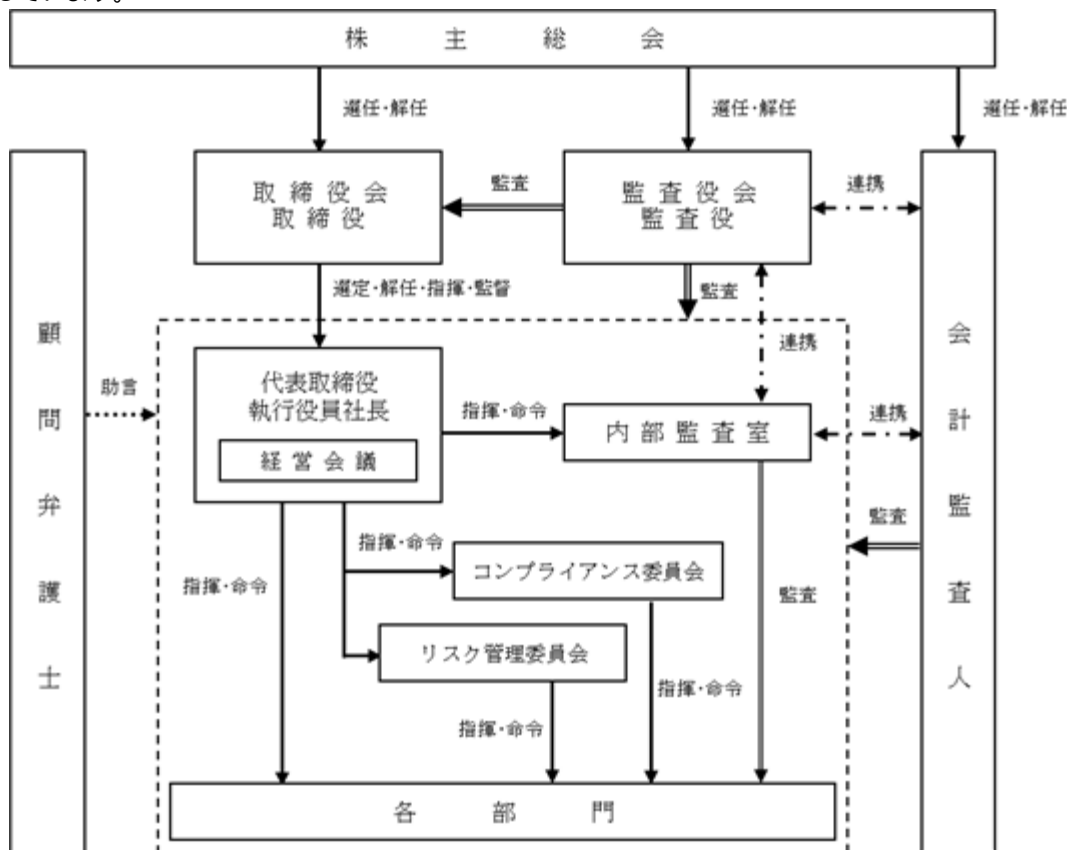 しています。
株主総会
選任・解任
選任・解任
選任・解任
取締役会
取締役
監査
監査役会
監査役
連携
選定・解任・指揮・監督
監査
連携
顧問弁護士
助言
代表取締役
執行役員社長
経営会議
指揮・命令
内部監査室
連携
会計監査人
監査
指揮・命令
コンプライアンス委員会
指揮・命令
監査
リスク管理委員会
指揮・命令
指揮・命令
各部門